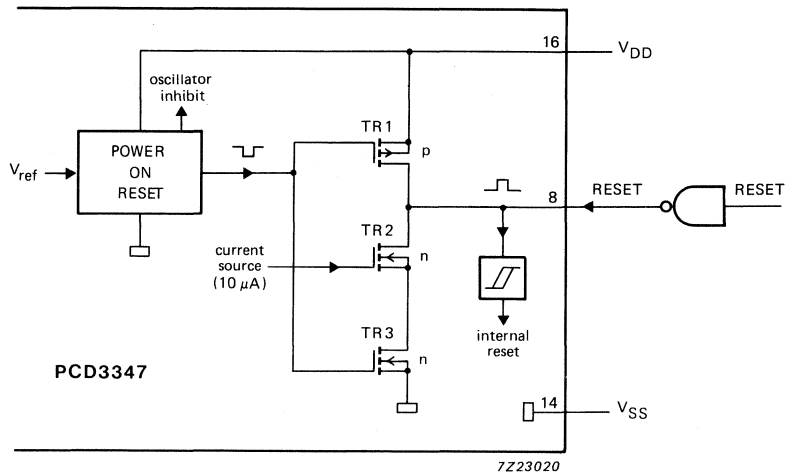 16
VDD
oscillator
inhibit
TR1
p
POWER
ON
RESET
Vref
8
RESET
RESET
TR2
n
current
source
(10 μA)
internal
reset
TR3
n
PCD3347
14
VSS
7Z23020